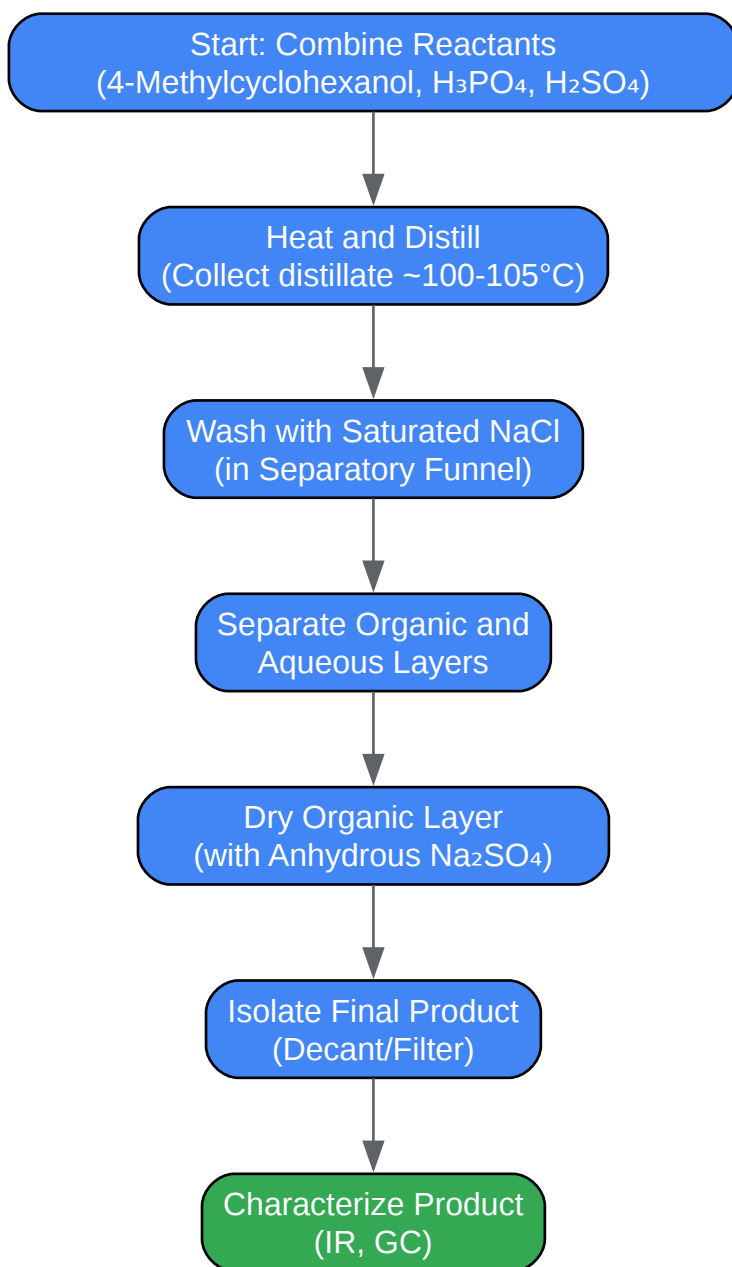 Start: Combine Reactants
(4-Methylcyclohexanol, H₃PO₄, H₂SO₄)
Heat and Distill
(Collect distillate ~100-105°C)
Wash with Saturated NaCl
(in Separatory Funnel)
Separate Organic and
Aqueous Layers
Dry Organic Layer
(with Anhydrous Na₂SO₄)
Isolate Final Product
(Decant/Filter)
Characterize Product
(IR, GC)